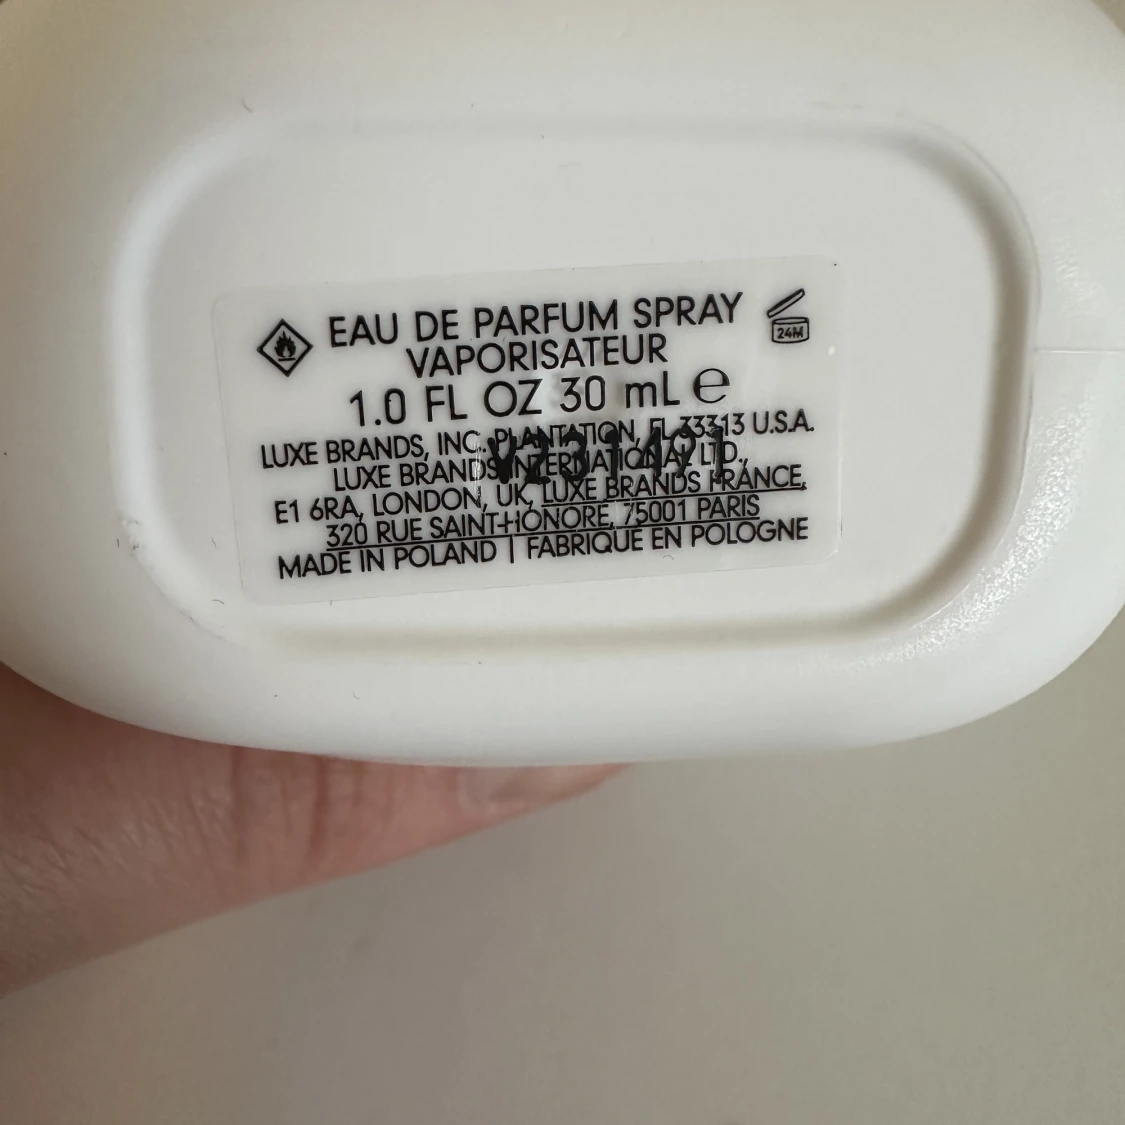 EAU DE PARFUM SPRAY
24M
VAPORISATEUR
1.0 FL OZ 30 mL ℮
LUXE BRANDS, INC. PLANTATION, FL 33313 U.S.A.
V231491
LUXE BRANDS INTERNATIONAL LTD.,
E1 6RA, LONDON, UK, LUXE BRANDS FRANCE,
320 RUE SAINT-HONORE, 75001 PARIS
MADE IN POLAND | FABRIQUE EN POLOGNE